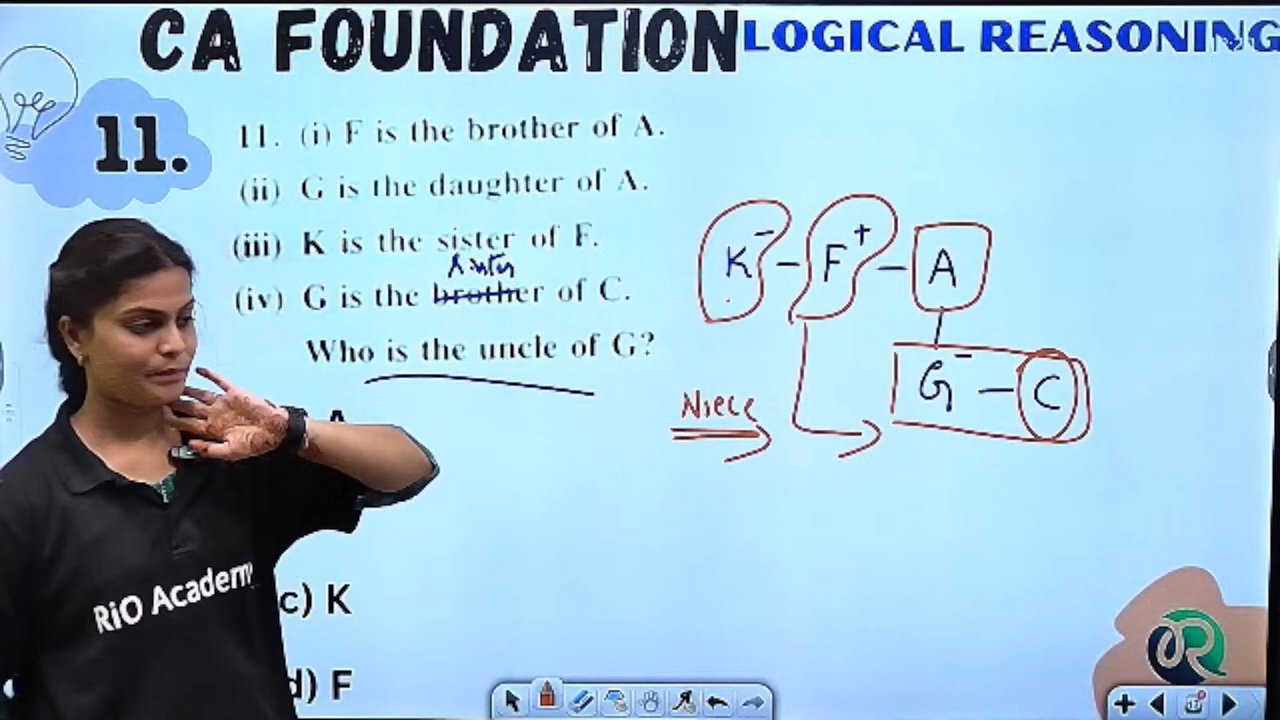 CA FOUNDATION LOGICAL REASONING
11.
11. (i) F is the brother of A.
(ii) G is the daughter of A.
(iii) K is the sister of F.
sister
(iv) G is the brother of C.
Who is the uncle of G?
K - F + A
G - C
Niece
A
c) K
d) F
RiO Academy